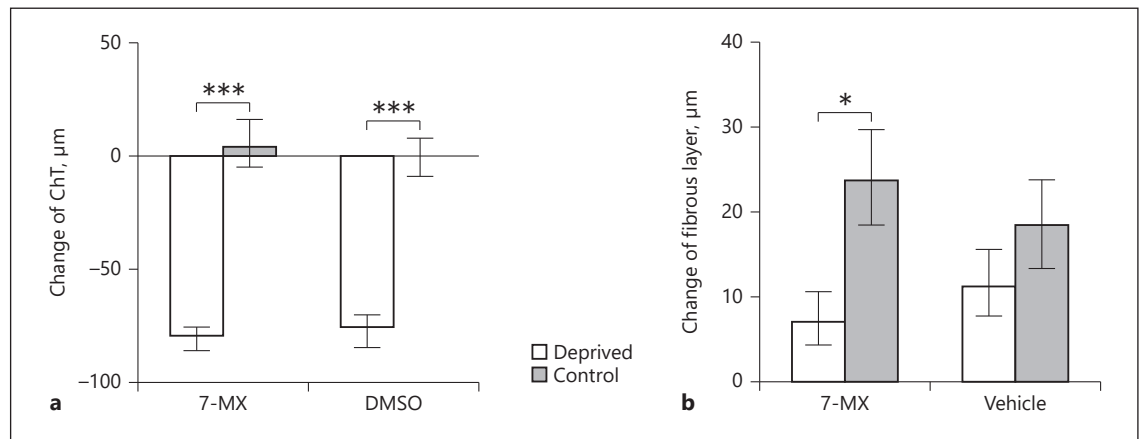 50
0
–50
–100
Change of ChT, µm
***
***
7-MX
DMSO
a
Deprived
Control
40
30
20
10
0
Change of fibrous layer, µm
*
7-MX
Vehicle
b